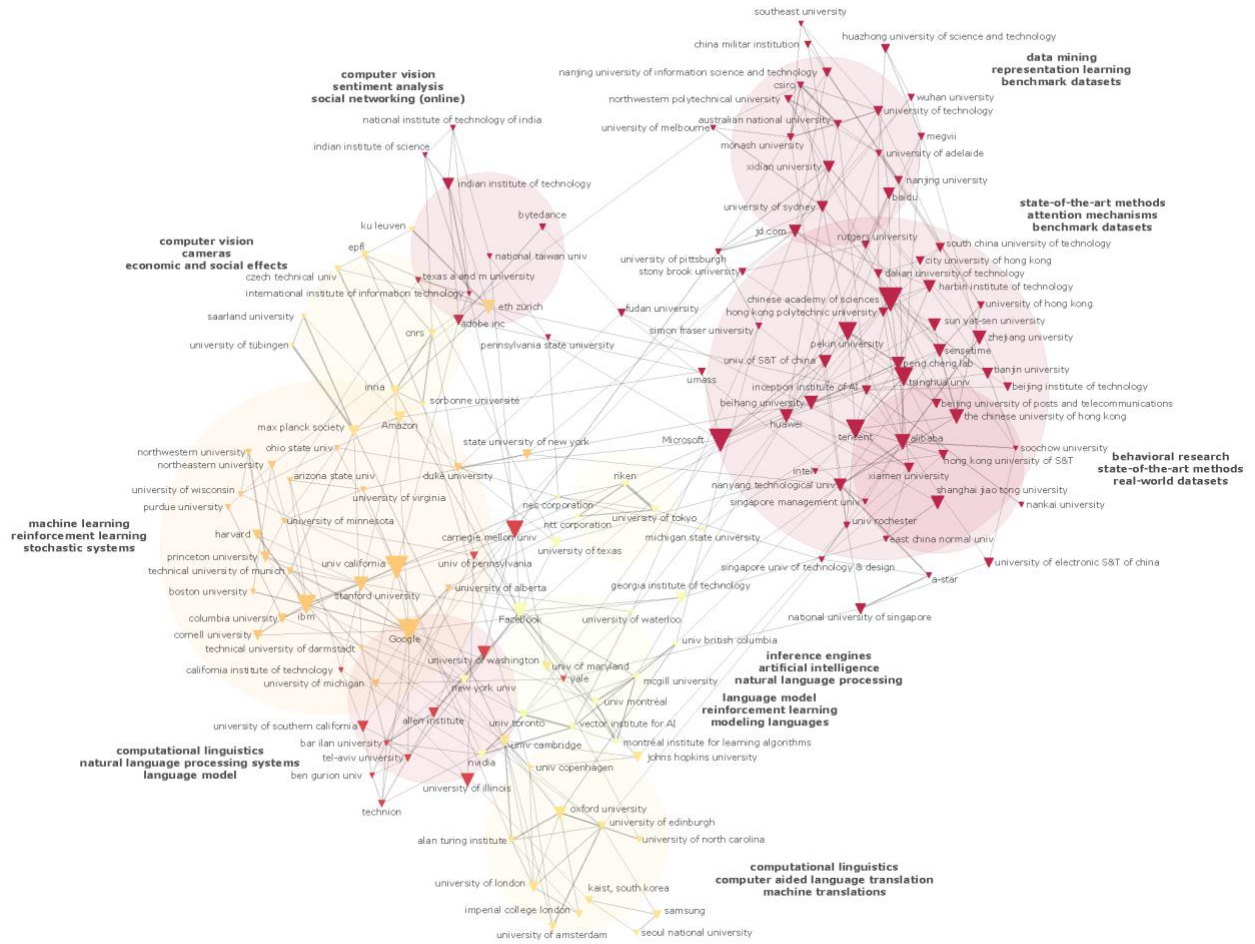 southeast university
huazhong university of science and technology
china militar institution
data mining
representation learning
benchmark datasets
nanjing university of information science and technology
csiro
computer vision
sentiment analysis
social networking (online)
northwestern polytechnical university
wuhan university
university of technology
national institute of technology of india
university of melbourne
australian national university
megvii
monash university
indian institute of science
university of adelaide
xidian university
indian institute of technology
nanjing university
baidu
university of sydney
state-of-the-art methods
attention mechanisms
benchmark datasets
bytedance
ku leuven
jd.com
rutgers university
computer vision
cameras
economic and social effects
epfl
south china university of technology
national taiwan univ
university of pittsburgh
city university of hong kong
czech technical univ
texas a and m university
stony brook university
dalian university of technology
harbin institute of technology
international institute of information technology
chinese academy of sciences
eth zürich
university of hong kong
saarland university
fudan university
hong kong polytechnic university
adobe inc
simon fraser university
sun yat-sen university
cnrs
pekin university
zhejiang university
university of tübingen
pennsylvania state university
sensetime
univ of S&T of china
peng cheng lab
umass
tianjin university
tsinghua univ
inria
inception institute of AI
beijing institute of technology
sorbonne université
beihang university
beijing university of posts and telecommunications
Amazon
huawei
the chinese university of hong kong
max planck society
tencent
Microsoft
alibaba
state university of new york
ohio state univ
soochow university
northwestern university
hong kong university of S&T
behavioral research
state-of-the-art methods
real-world datasets
northeastern university
duke university
intel
xiamen university
arizona state univ
riken
nanyang technological univ
university of wisconsin
university of virginia
shanghai jiao tong university
purdue university
nec corporation
singapore management univ
nankai university
machine learning
reinforcement learning
stochastic systems
university of minnesota
ntt corporation
university of tokyo
univ rochester
harvard
carnegie mellon univ
michigan state university
east china normal univ
princeton university
univ california
univ of pennsylvania
university of texas
singapore univ of technology & design
university of electronic S&T of china
technical university of munich
stanford university
a-star
boston university
university of alberta
georgia institute of technology
columbia university
ibm
Facebook
university of waterloo
national university of singapore
cornell university
Google
univ british columbia
technical university of darmstadt
inference engines
artificial intelligence
natural language processing
california institute of technology
university of washington
univ of maryland
university of michigan
new york univ
yale
mcgill university
language model
reinforcement learning
modeling languages
univ montréal
allen institute
university of southern california
univ toronto
vector institute for AI
computational linguistics
natural language processing systems
language model
bar ilan university
univ cambridge
montréal institute for learning algorithms
tel-aviv university
nvidia
johns hopkins university
ben gurion univ
univ copenhagen
university of illinois
technion
oxford university
university of edinburgh
alan turing institute
university of north carolina
computational linguistics
computer aided language translation
machine translations
university of london
kaist, south korea
imperial college london
samsung
university of amsterdam
seoul national university